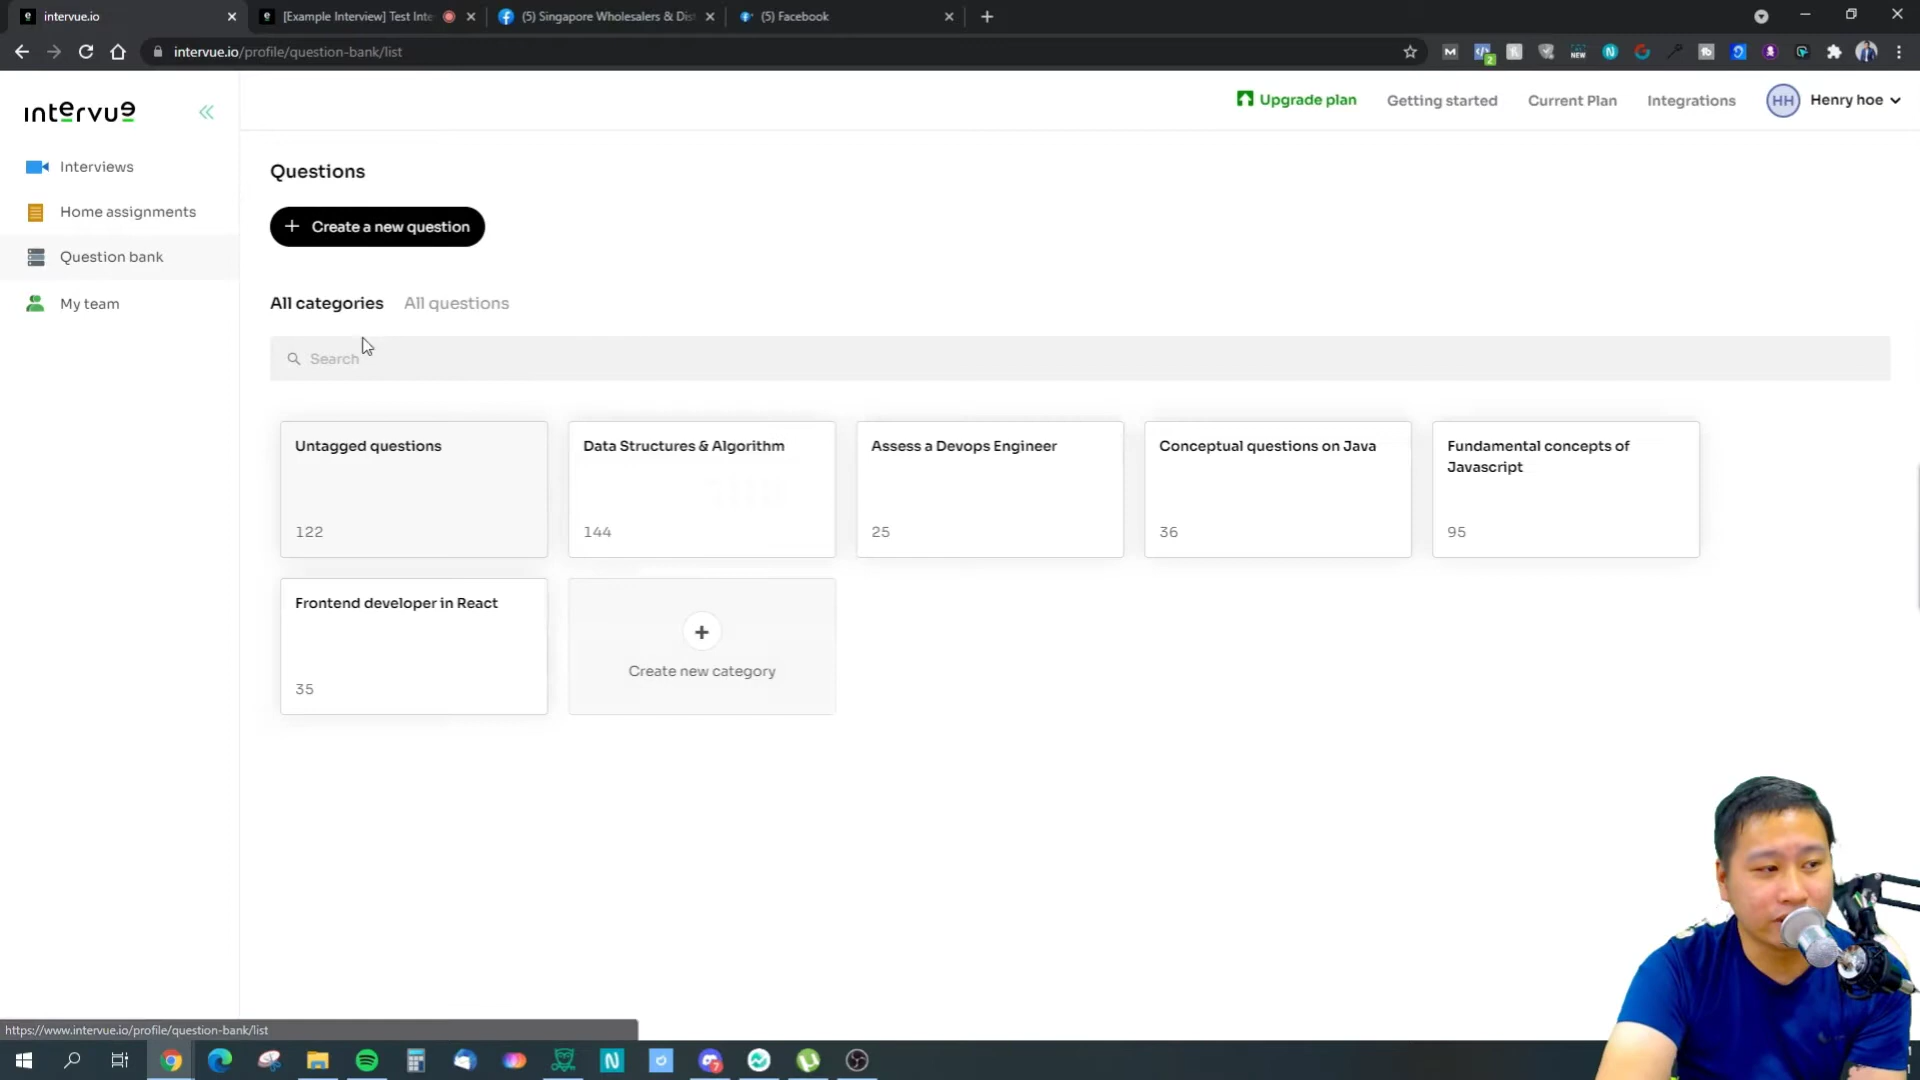 intervue.io
[Example Interview] Test Inte
(5) Singapore Wholesalers & Dis
(5) Facebook
intervue.io/profile/question-bank/list
intervue
Upgrade plan
Getting started
Current Plan
Integrations
HH
Henry hoe
Interviews
Home assignments
Question bank
My team
Questions
+ Create a new question
All categories
All questions
Search
Untagged questions
122
Data Structures & Algorithm
144
Assess a Devops Engineer
25
Conceptual questions on Java
36
Fundamental concepts of
Javascript
95
Frontend developer in React
35
+
Create new category
https://www.intervue.io/profile/question-bank/list